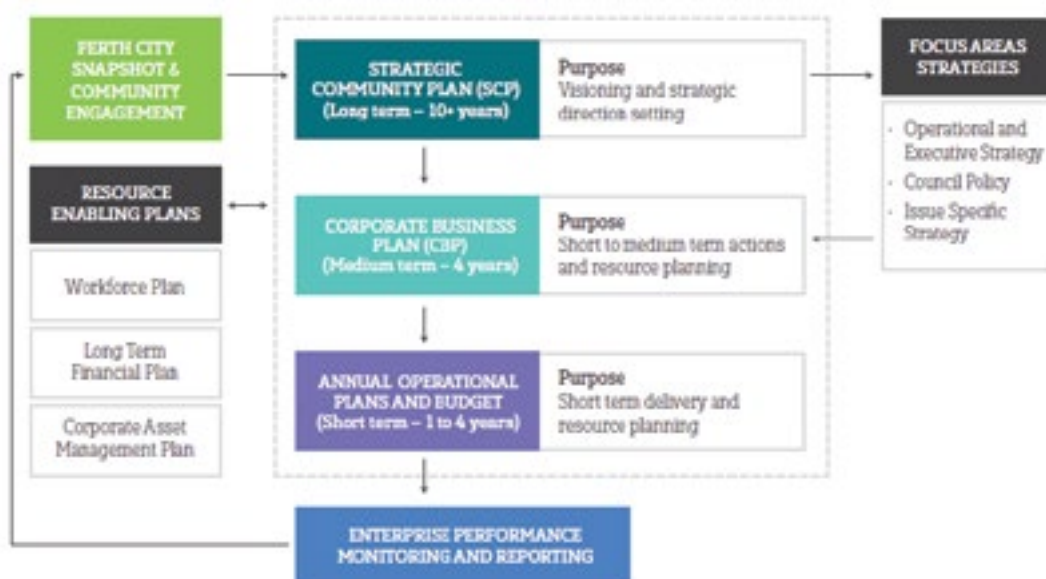 PERTH CITY
SNAPSHOT &
COMMUNITY
ENGAGEMENT
STRATEGIC
COMMUNITY PLAN (SCP)
(Long term – 10+ years)
Purpose
Visioning and strategic
direction setting
FOCUS AREAS
STRATEGIES
· Operational and
Executive Strategy
· Council Policy
· Issue Specific
Strategy
RESOURCE
ENABLING PLANS
Workforce Plan
Long Term
Financial Plan
Corporate Asset
Management Plan
CORPORATE BUSINESS
PLAN (CBP)
(Medium term – 4 years)
Purpose
Short to medium term actions
and resource planning
ANNUAL OPERATIONAL
PLANS AND BUDGET
(Short term – 1 to 4 years)
Purpose
Short term delivery and
resource planning
ENTERPRISE PERFORMANCE
MONITORING AND REPORTING